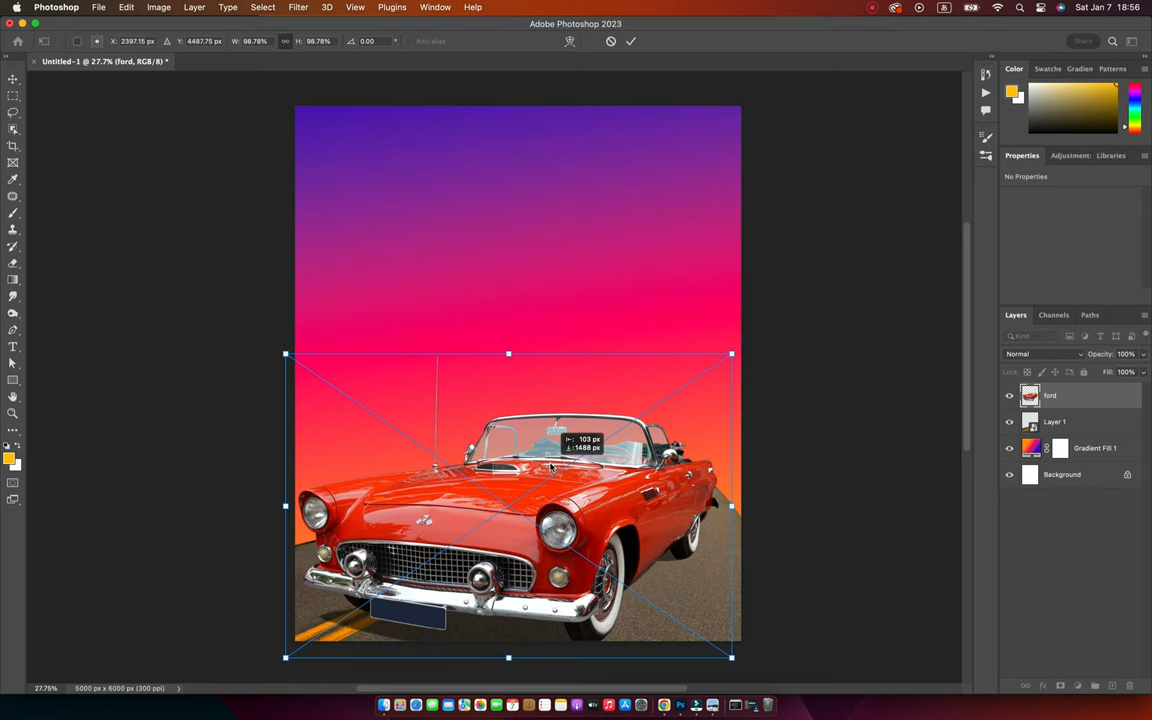 Photoshop File Edit Image Layer Type Select Filter 3D View Plugins Window Help あ Sat Jan 7 18:56
Adobe Photoshop 2023
X: 2397.15 px Y: 4487.75 px W: 98.78% H: 98.78% 0.00 ° Anti-alias Share
Untitled-1 @ 27.7% (ford, RGB/8) *
Color Swatche Gradien Patterns
Properties Adjustment Libraries
No Properties
Layers Channels Paths
Kind
Normal Opacity: 100%
Lock: Fill: 100%
ford
Layer 1
Gradient Fill 1
Background
103 px
1488 px
27.75% 5000 px x 6000 px (300 ppi)